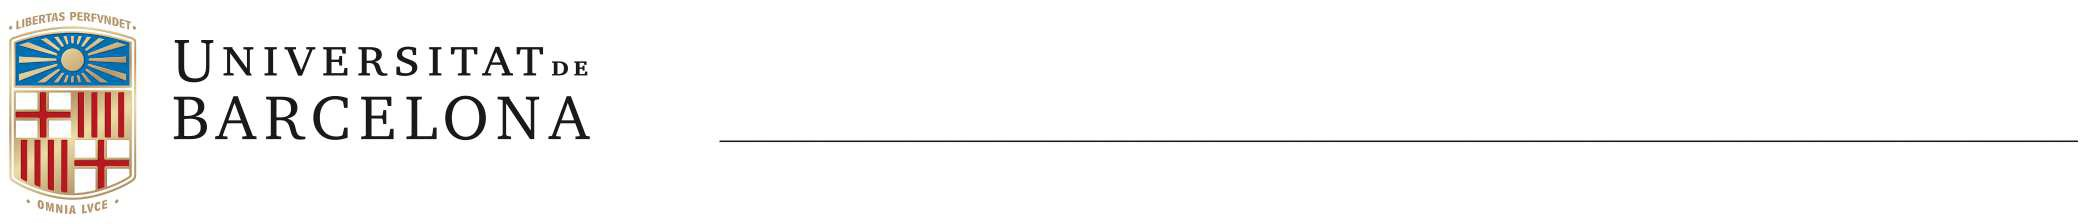 LIBERTAS PERFVNDET
UNIVERSITAT DE
BARCELONA
OMNIA LVCE